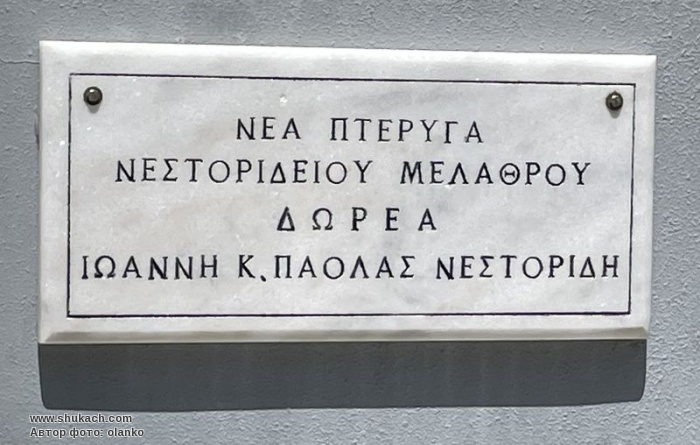 ΝΕΑ ΠΤΕΡΥΓΑ
ΝΕΣΤΟΡΙΔΕΙΟΥ ΜΕΛΑΘΡΟΥ
ΔΩΡΕΑ
ΙΩΑΝΝΗ Κ. ΠΑΟΛΑΣ ΝΕΣΤΟΡΙΔΗ
www.shukach.com
Автор фото: olanko